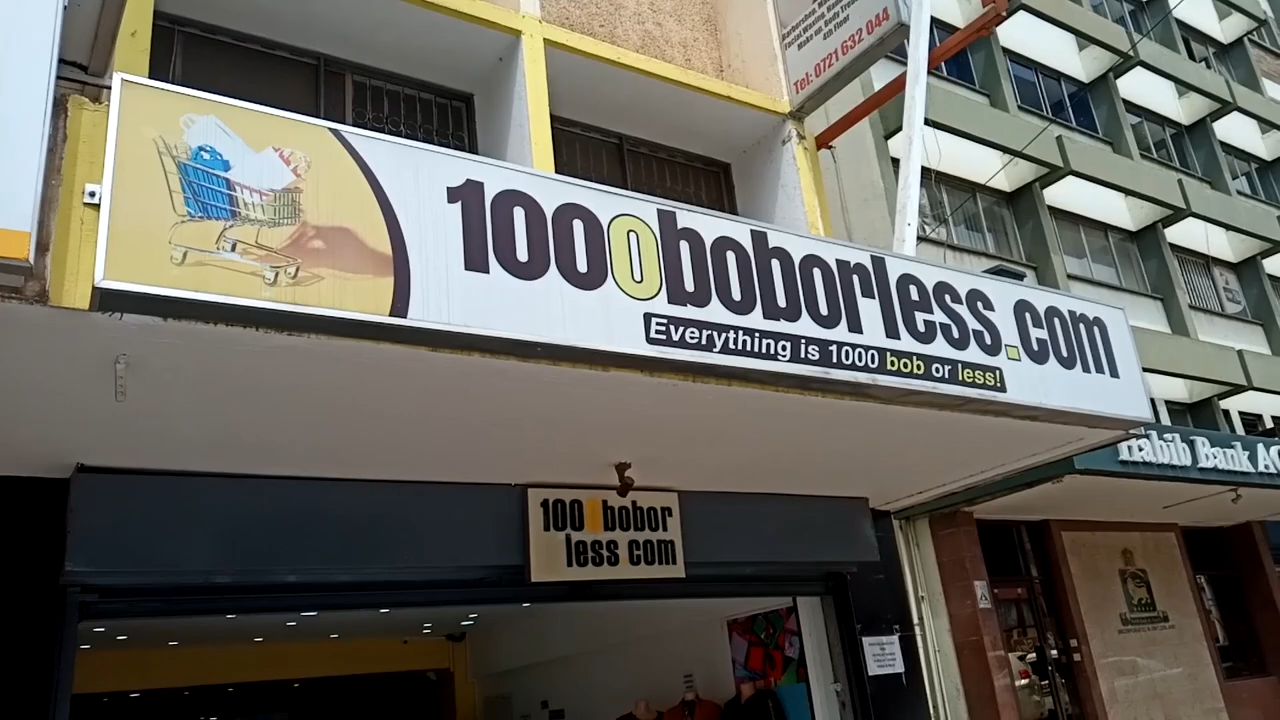 Tel: 0721 632 044
1000boborless.com
Everything is 1000 bob or less!
1000bobor
less com
Habib Bank AG